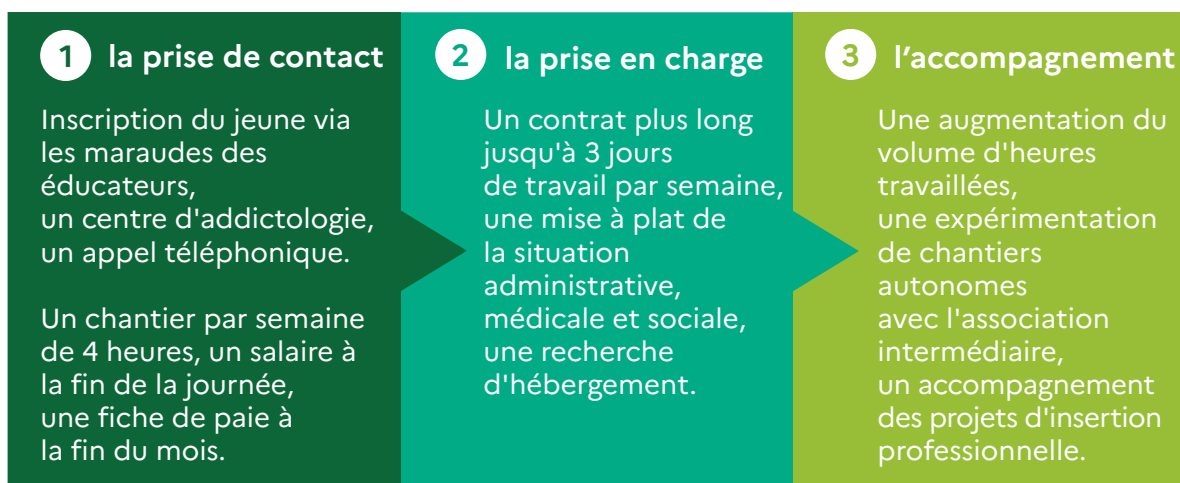 1 la prise de contact
Inscription du jeune via
les maraudes des
éducateurs,
un centre d'addictologie,
un appel téléphonique.
Un chantier par semaine
de 4 heures, un salaire à
la fin de la journée,
une fiche de paie à
la fin du mois.
2 la prise en charge
Un contrat plus long
jusqu'à 3 jours
de travail par semaine,
une mise à plat de
la situation
administrative,
médicale et sociale,
une recherche
d'hébergement.
3 l’accompagnement
Une augmentation du
volume d'heures
travaillées,
une expérimentation
de chantiers
autonomes
avec l'association
intermédiaire,
un accompagnement
des projets d'insertion
professionnelle.